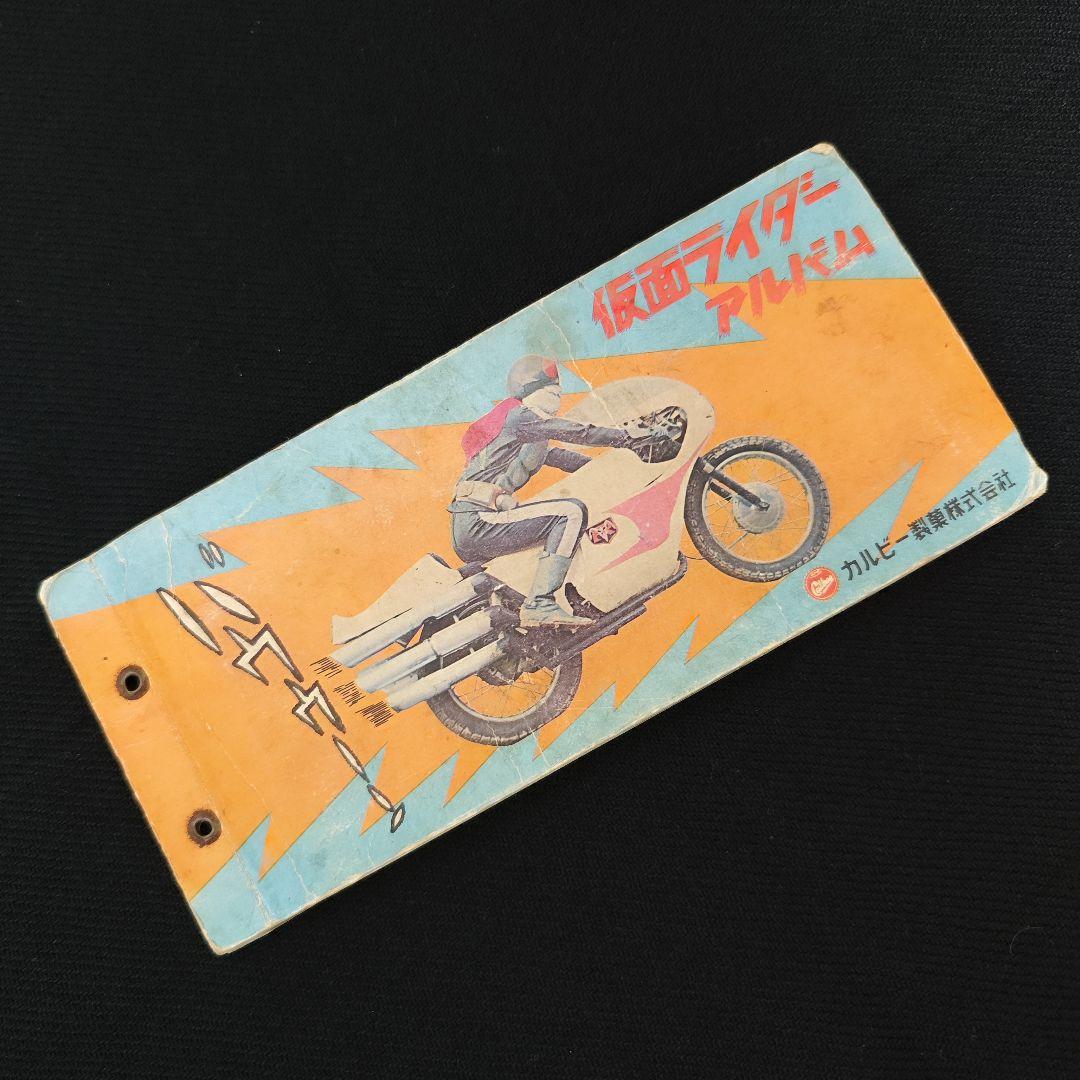 仮面ライダー
アルバム
カルビー製菓株式会社
Calbee